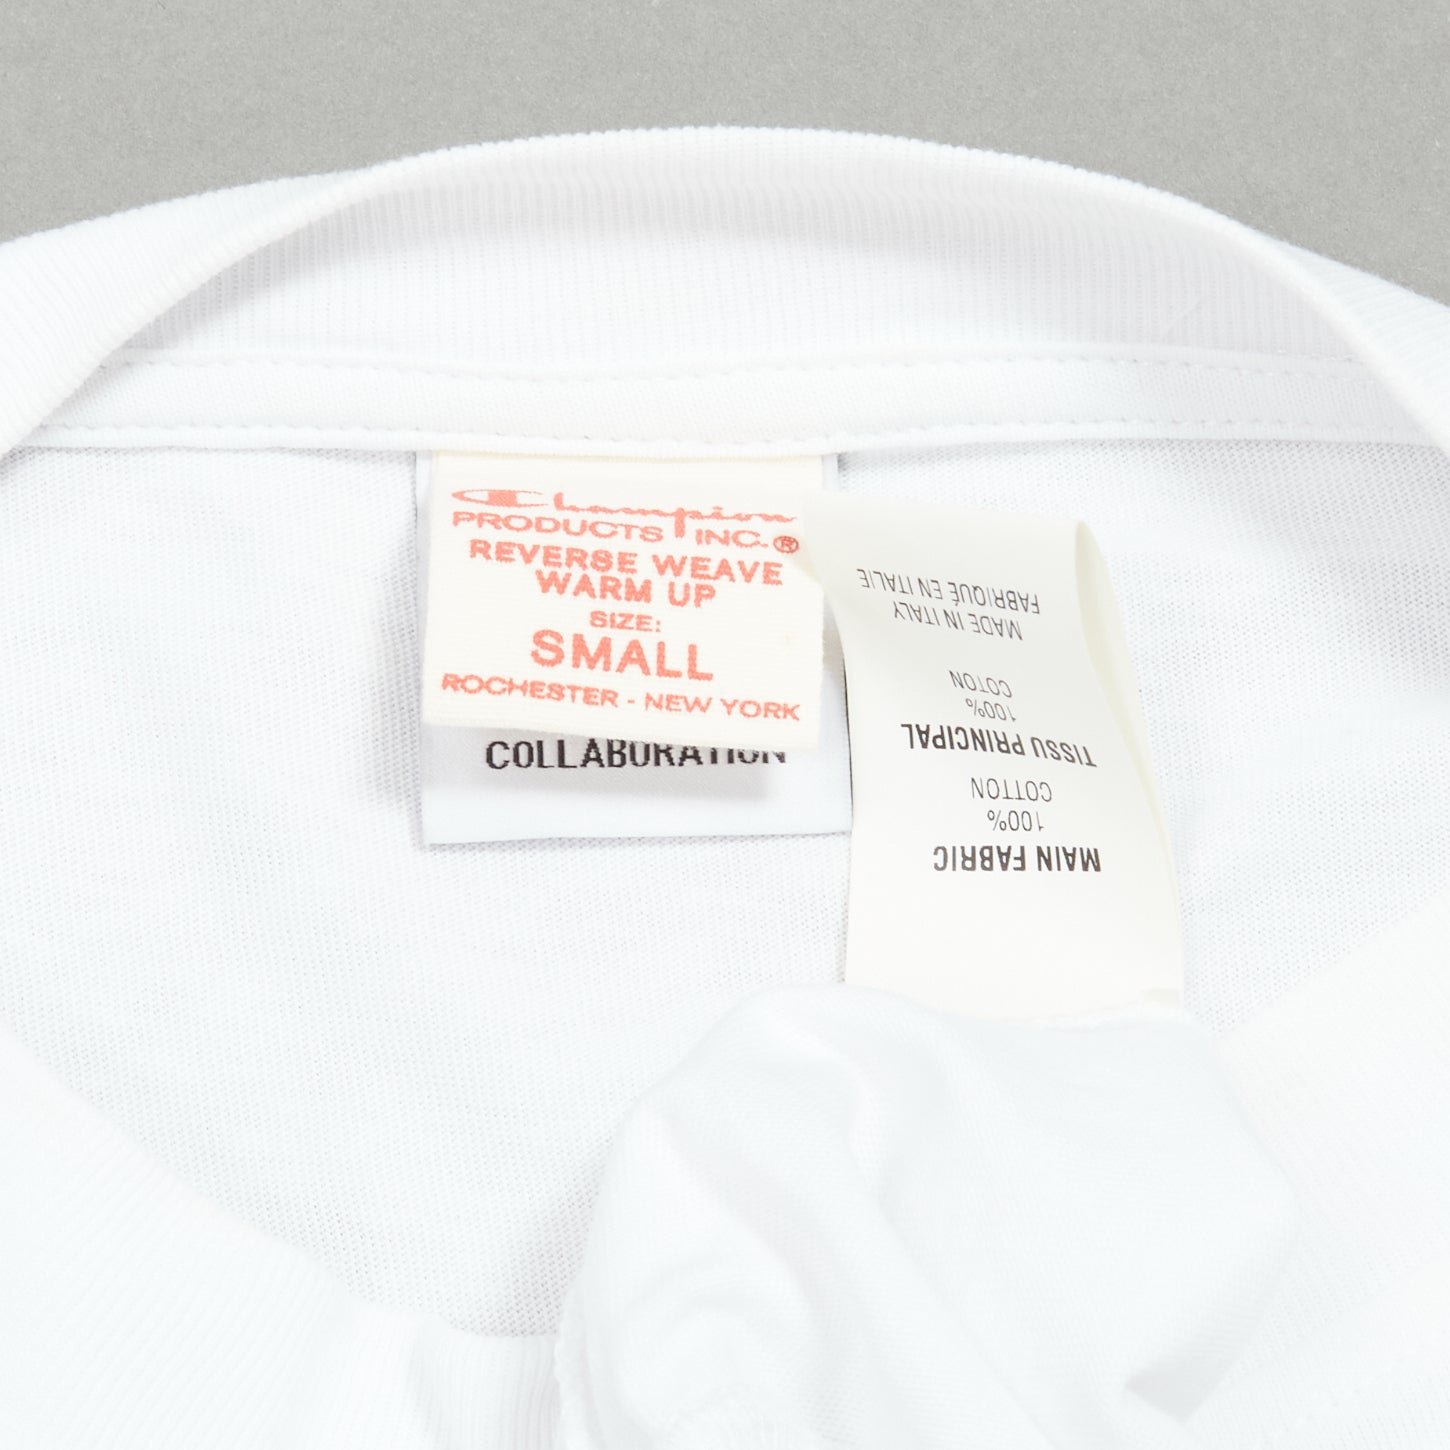 Champion
PRODUCTS INC.®
REVERSE WEAVE
WARM UP
SIZE:
SMALL
ROCHESTER - NEW YORK
COLLABORATION
MAIN FABRIC
100%
COTTON
TISSU PRINCIPAL
100%
COTON
MADE IN ITALY
FABRIQUÉ EN ITALIE